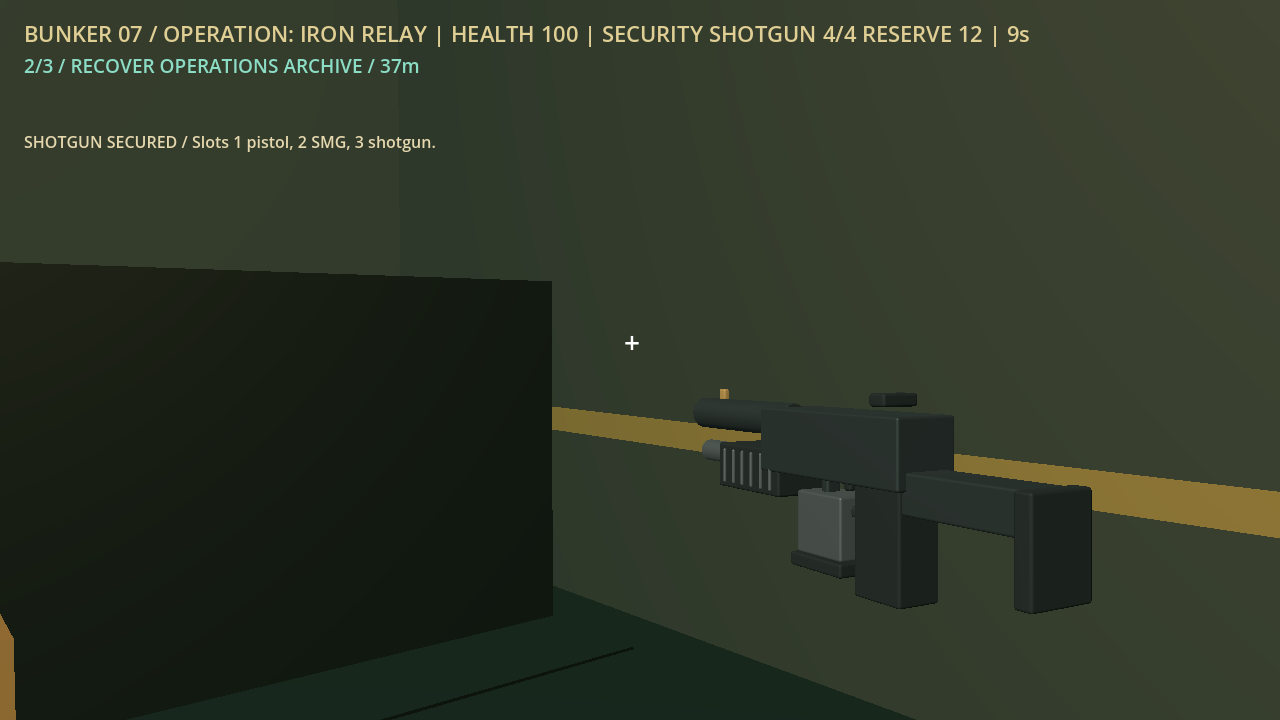 BUNKER 07 / OPERATION: IRON RELAY | HEALTH 100 | SECURITY SHOTGUN 4/4 RESERVE 12 | 9s
2/3 / RECOVER OPERATIONS ARCHIVE / 37m
SHOTGUN SECURED / Slots 1 pistol, 2 SMG, 3 shotgun.